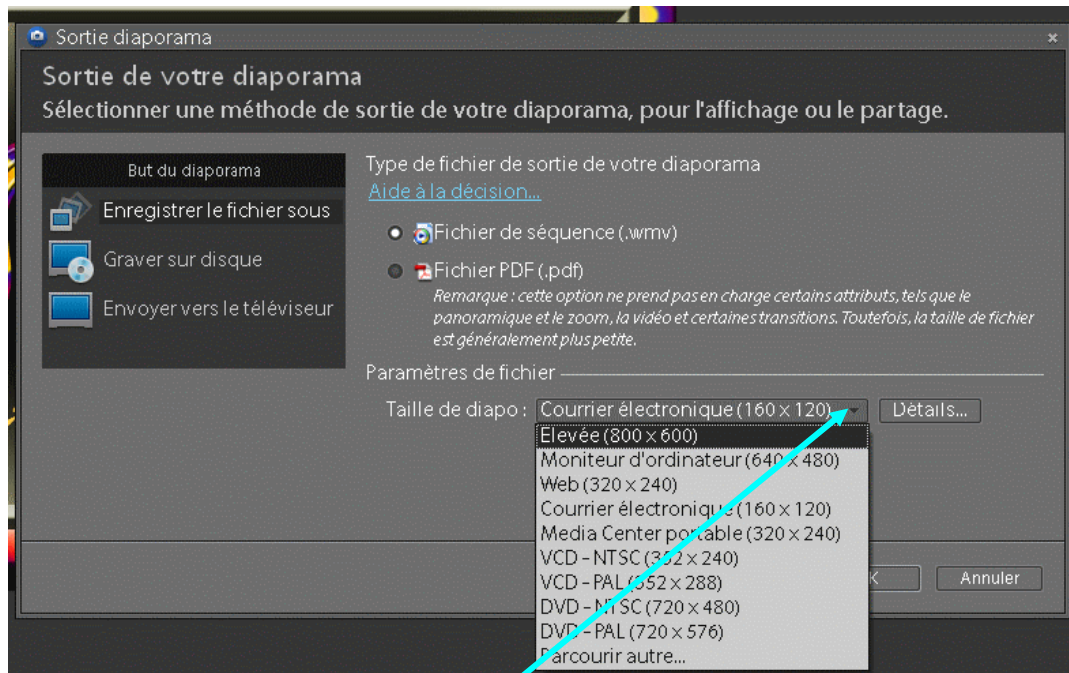 Sortie diaporama
Sortie de votre diaporama
Sélectionner une méthode de sortie de votre diaporama, pour l'affichage ou le partage.
But du diaporama
Enregistrer le fichier sous
Graver sur disque
Envoyer vers le téléviseur
Type de fichier de sortie de votre diaporama
Aide à la décision...
Fichier de séquence (.wmv)
Fichier PDF (.pdf)
Remarque : cette option ne prend pas en charge certains attributs, tels que le
panoramique et le zoom, la vidéo et certaines transitions. Toutefois, la taille de fichier
est généralement plus petite.
Paramètres de fichier
Taille de diapo : Courrier électronique (160 x 120) Détails...
Elevée (800 x 600)
Moniteur d'ordinateur (640 x 480)
Web (320 x 240)
Courrier électronique (160 x 120)
Media Center portable (320 x 240)
VCD - NTSC (352 x 240)
VCD - PAL (352 x 288)
DVD - NTSC (720 x 480)
DVD - PAL (720 x 576)
Parcourir autre...
Annuler